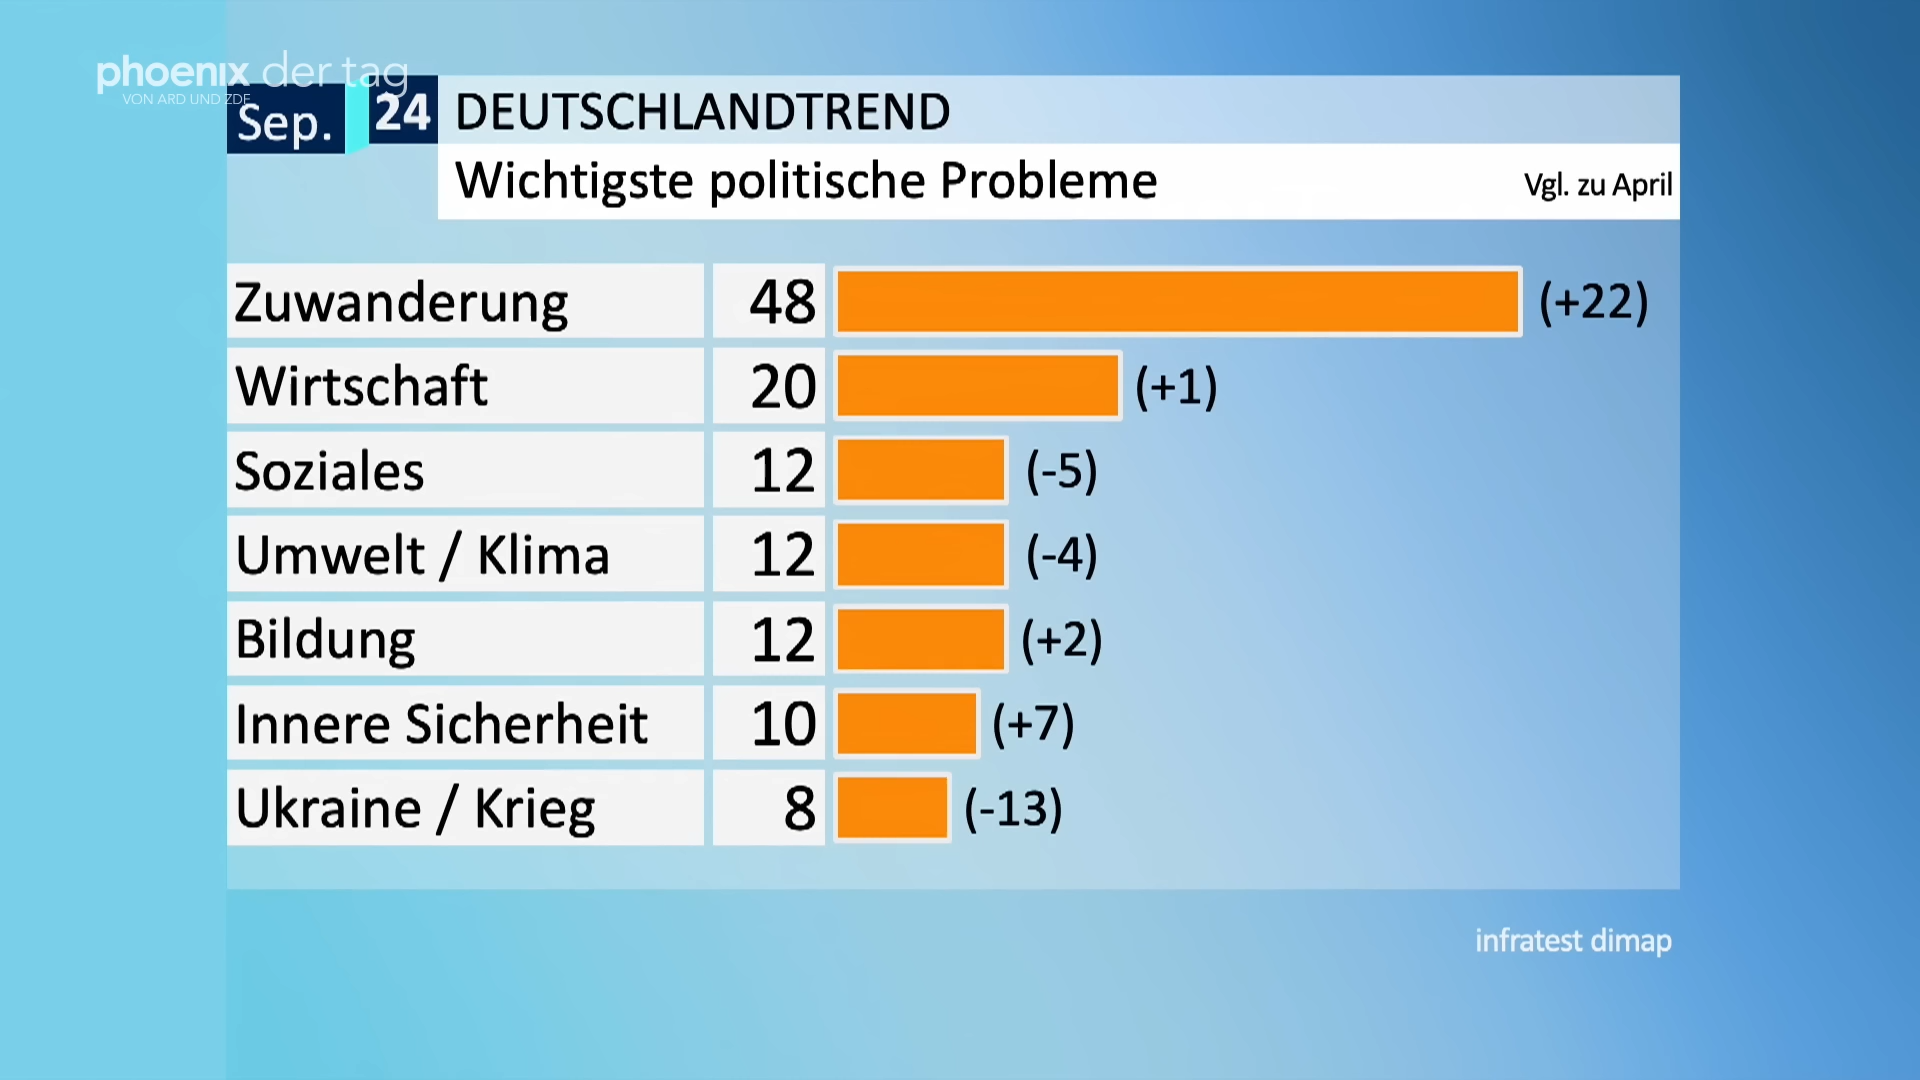 phoenix der tag
VON ARD UND ZDF
Sep. 24 DEUTSCHLANDTREND
Wichtigste politische Probleme Vgl. zu April
Zuwanderung 48 (+22)
Wirtschaft 20 (+1)
Soziales 12 (-5)
Umwelt / Klima 12 (-4)
Bildung 12 (+2)
Innere Sicherheit 10 (+7)
Ukraine / Krieg 8 (-13)
infratest dimap